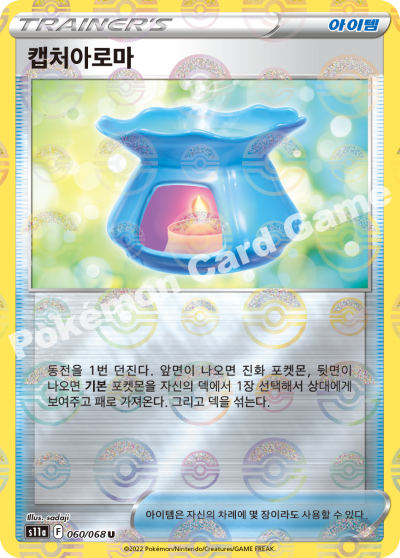 TRAINER'S
아이템
캡처아로마
Pokémon Card Game
동전을 1번 던진다. 앞면이 나오면 진화 포켓몬, 뒷면이
나오면 기본 포켓몬을 자신의 덱에서 1장 선택해서 상대에게
보여주고 패로 가져온다. 그리고 덱을 섞는다.
Illus. sadaji
s11a F 060/068 U
아이템은 자신의 차례에 몇 장이라도 사용할 수 있다.
©2022 Pokémon/Nintendo/Creatures/GAME FREAK.